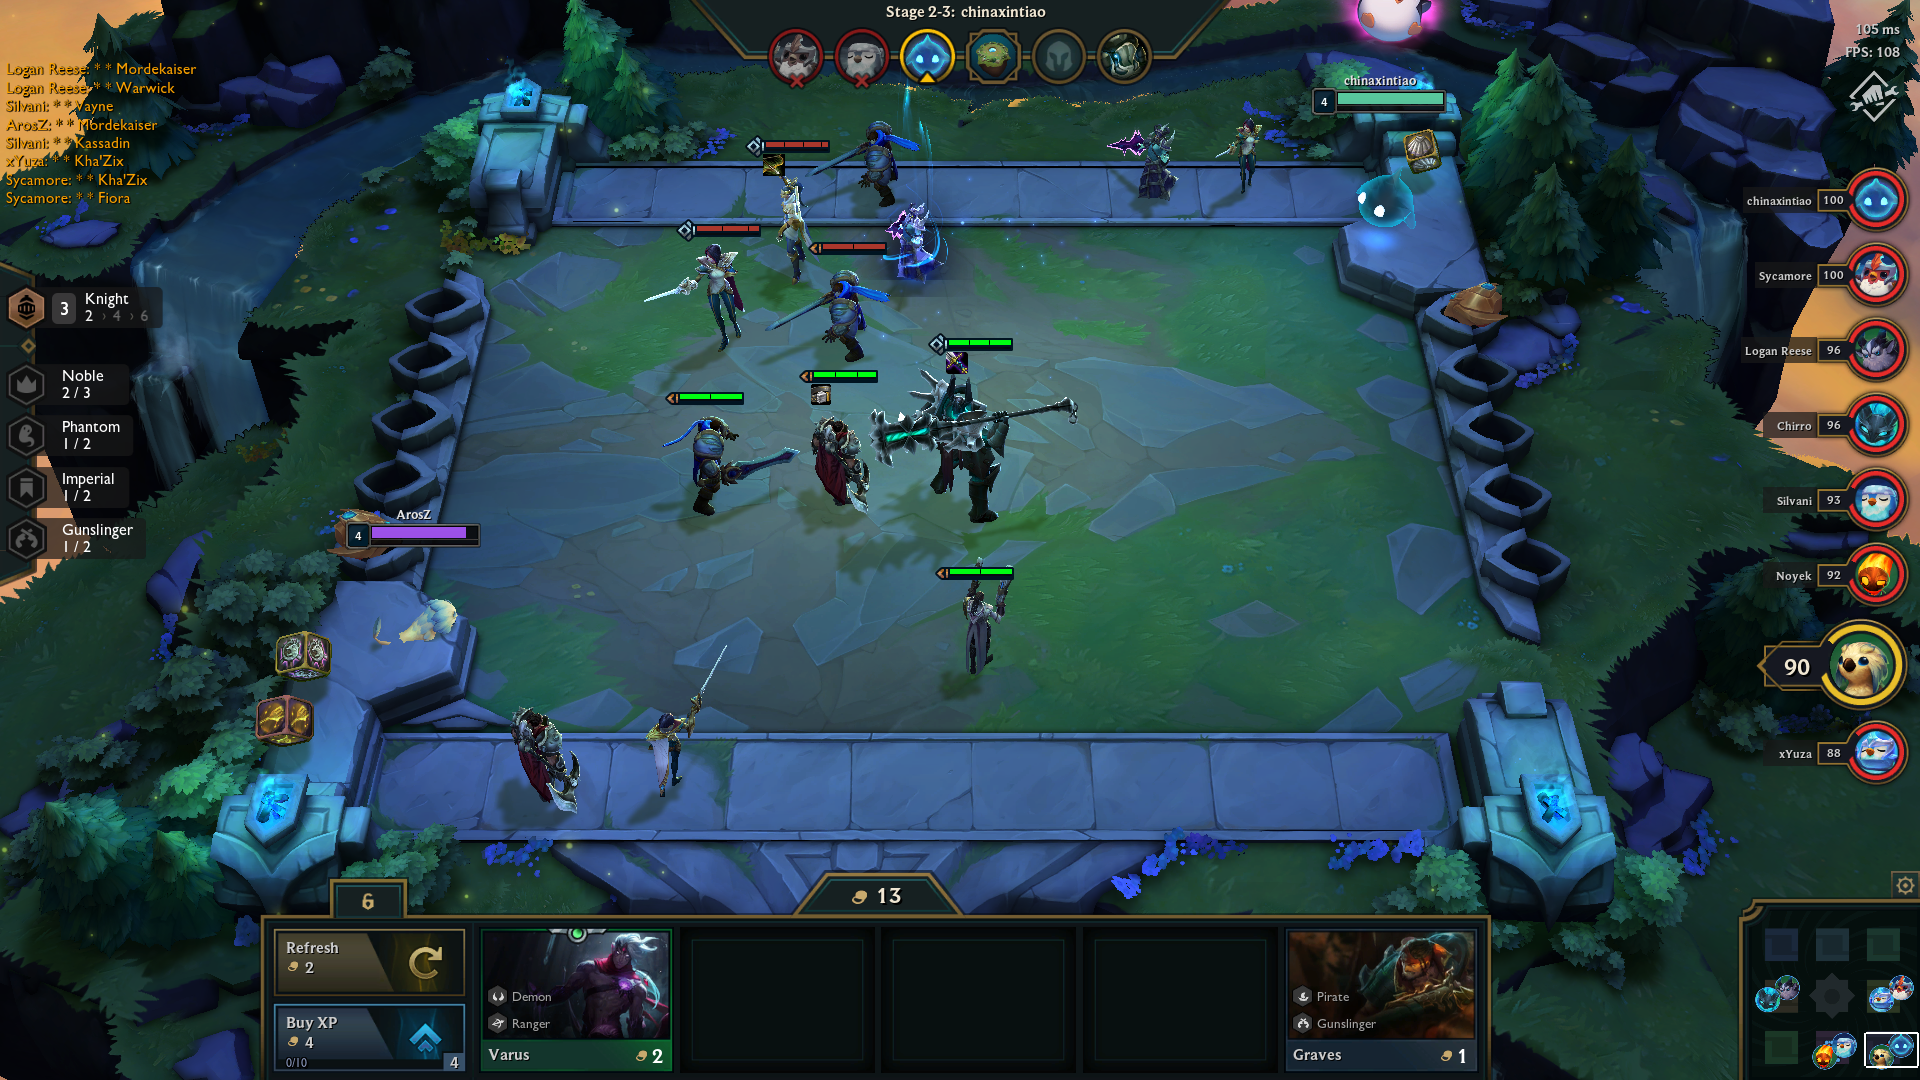 Stage 2-3: chinaxintiao
105 ms
FPS: 108
Logan Reese: * * Mordekaiser
Logan Reese: * * Warwick
Silvani: * * Vayne
ArosZ: * * Mordekaiser
Silvani: * * Kassadin
xYuza: * * Kha'Zix
Sycamore: * * Kha'Zix
Sycamore: * * Fiora
chinaxintiao
4
chinaxintiao 100
Sycamore 100
Logan Reese 96
Chirro 96
Silvani 93
Noyek 92
90
xYuza 88
3 Knight
2 › 4 › 6
Noble
2 / 3
Phantom
1 / 2
Imperial
1 / 2
Gunslinger
1 / 2
ArosZ
4
6
13
Refresh
2
Buy XP
4
0/10
4
Demon
Ranger
Varus 2
Pirate
Gunslinger
Graves 1